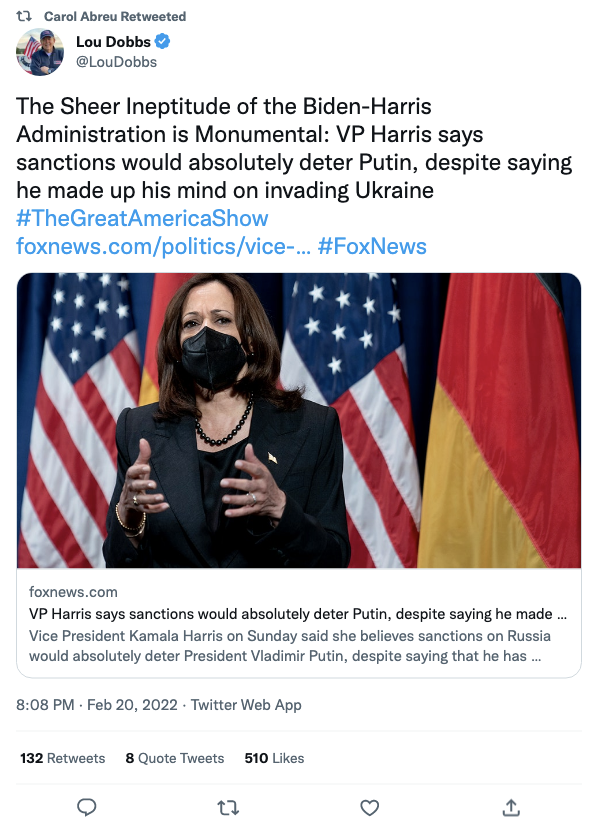 Carol Abreu Retweeted
Lou Dobbs
@LouDobbs
The Sheer Ineptitude of the Biden-Harris
Administration is Monumental: VP Harris says
sanctions would absolutely deter Putin, despite saying
he made up his mind on invading Ukraine
#TheGreatAmericaShow
foxnews.com/politics/vice-... #FoxNews
foxnews.com
VP Harris says sanctions would absolutely deter Putin, despite saying he made ...
Vice President Kamala Harris on Sunday said she believes sanctions on Russia
would absolutely deter President Vladimir Putin, despite saying that he has ...
8:08 PM · Feb 20, 2022 · Twitter Web App
132 Retweets 8 Quote Tweets 510 Likes